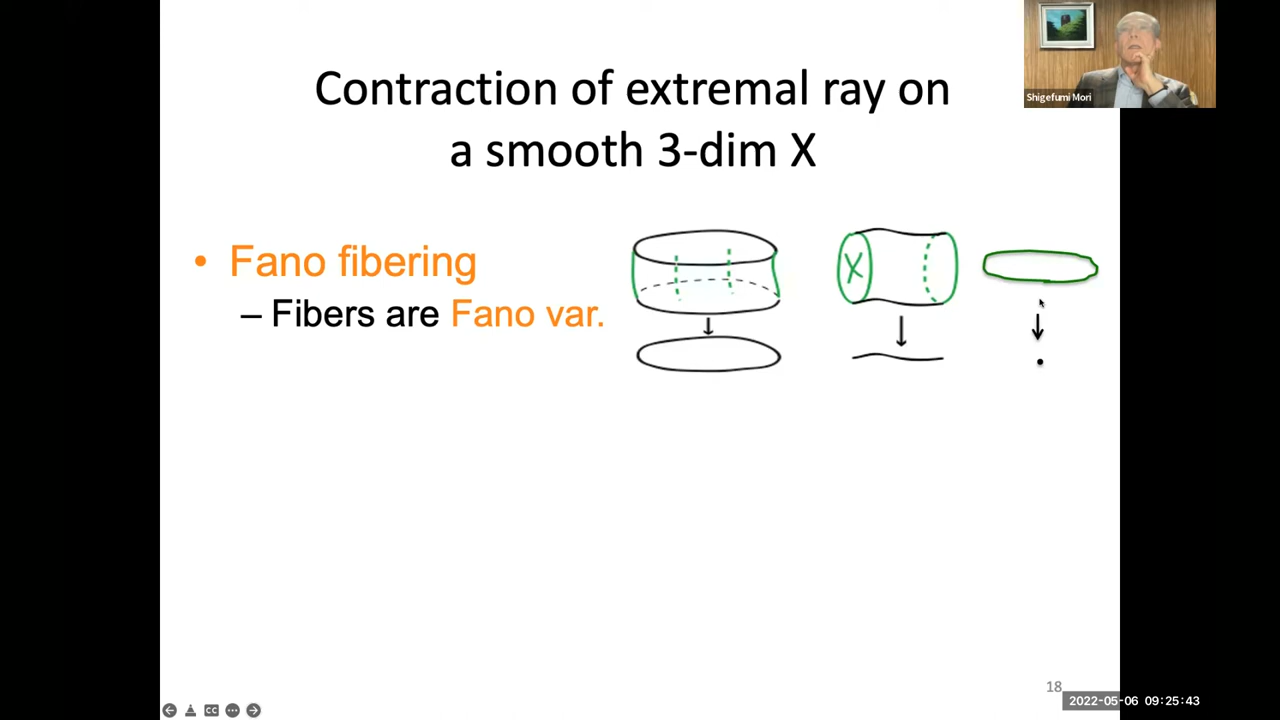 Shigefumi Mori
Contraction of extremal ray on
a smooth 3-dim X
• Fano fibering
– Fibers are Fano var.
X
18
2022-05-06 09:25:43
CC